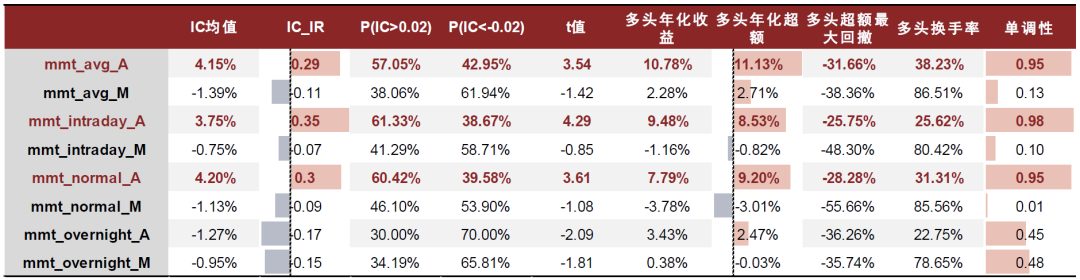 IC均值 IC_IR P(IC>0.02) P(IC<-0.02) t值 多头年化收益 多头年化超额 多头超额最大回撤 多头换手率 单调性
mmt_avg_A 4.15% 0.29 57.05% 42.95% 3.54 10.78% 11.13% -31.66% 38.23% 0.95
mmt_avg_M -1.39% -0.11 38.06% 61.94% -1.42 2.28% 2.71% -38.36% 86.51% 0.13
mmt_intraday_A 3.75% 0.35 61.33% 38.67% 4.29 9.48% 8.53% -25.75% 25.62% 0.98
mmt_intraday_M -0.75% -0.07 41.29% 58.71% -0.85 -1.16% -0.82% -48.30% 80.42% 0.10
mmt_normal_A 4.20% 0.3 60.42% 39.58% 3.61 7.79% 9.20% -28.28% 31.31% 0.95
mmt_normal_M -1.13% -0.09 46.10% 53.90% -1.08 -3.78% -3.01% -55.66% 85.56% 0.01
mmt_overnight_A -1.27% -0.17 30.00% 70.00% -2.09 3.43% 2.47% -36.26% 22.75% 0.45
mmt_overnight_M -0.95% -0.15 34.19% 65.81% -1.81 0.38% -0.03% -35.74% 78.65% 0.48